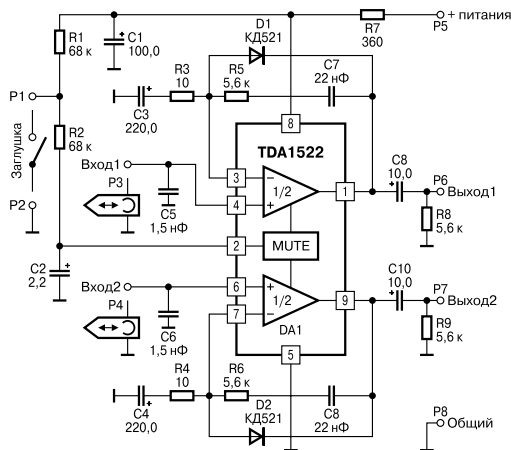 R1
68 к
C1
100,0
D1
КД521
R7
360
+ питания
P5
R3
10
R5
5,6 к
C7
22 нФ
C3
220,0
P1
Заглушка
P2
R2
68 к
8
TDA1522
Вход1
P3
C5
1,5 нФ
3
4
−
+
1/2
1
C8
10,0
P6
Выход1
R8
5,6 к
2
MUTE
C2
2,2
Вход2
P4
C6
1,5 нФ
6
7
+
−
1/2
DA1
9
C10
10,0
P7
Выход2
R9
5,6 к
5
R4
10
R6
5,6 к
C4
220,0
D2
КД521
C8
22 нФ
P8
Общий